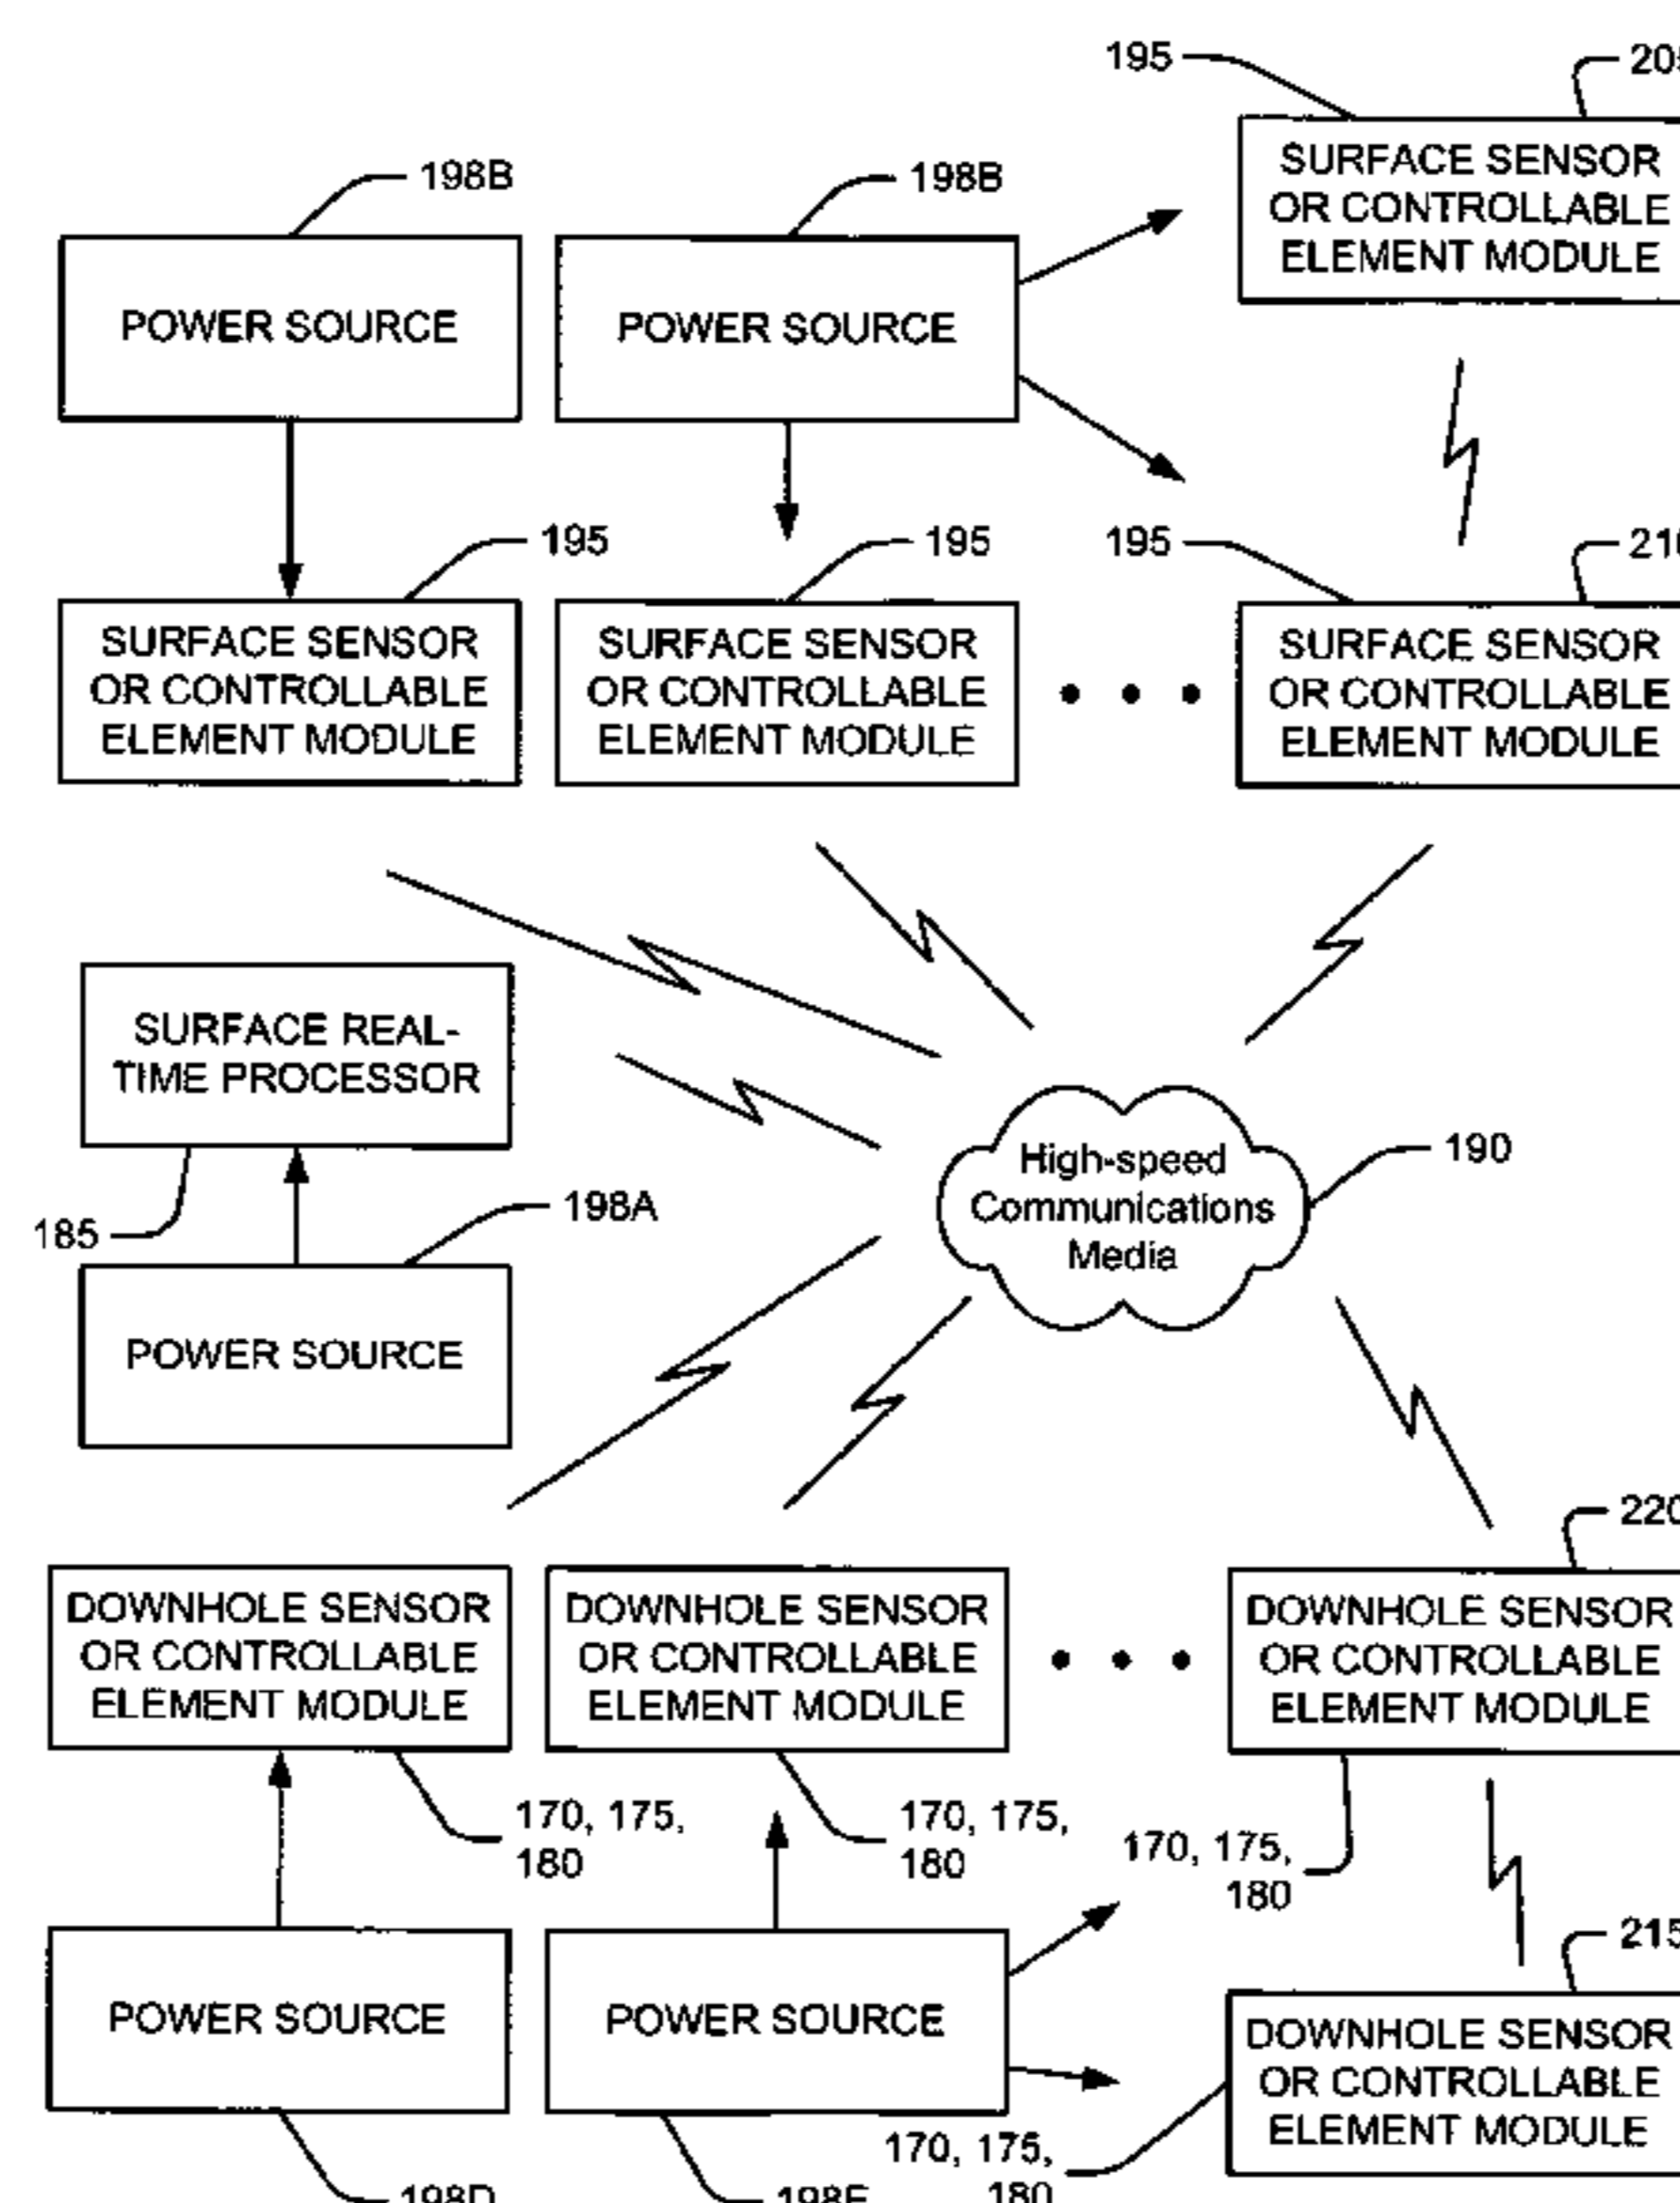 195
198B
198B
SURFACE SENSOR
OR CONTROLLABLE
ELEMENT MODULE
POWER SOURCE
POWER SOURCE
195
195
195
SURFACE SENSOR
OR CONTROLLABLE
ELEMENT MODULE
SURFACE SENSOR
OR CONTROLLABLE
ELEMENT MODULE
SURFACE SENSOR
OR CONTROLLABLE
ELEMENT MODULE
SURFACE REAL-
TIME PROCESSOR
High-speed
Communications
Media
190
185
198A
POWER SOURCE
220
DOWNHOLE SENSOR
OR CONTROLLABLE
ELEMENT MODULE
DOWNHOLE SENSOR
OR CONTROLLABLE
ELEMENT MODULE
DOWNHOLE SENSOR
OR CONTROLLABLE
ELEMENT MODULE
170, 175,
180
170, 175,
180
170, 175,
180
215
POWER SOURCE
POWER SOURCE
DOWNHOLE SENSOR
OR CONTROLLABLE
ELEMENT MODULE
170, 175,
180
198D